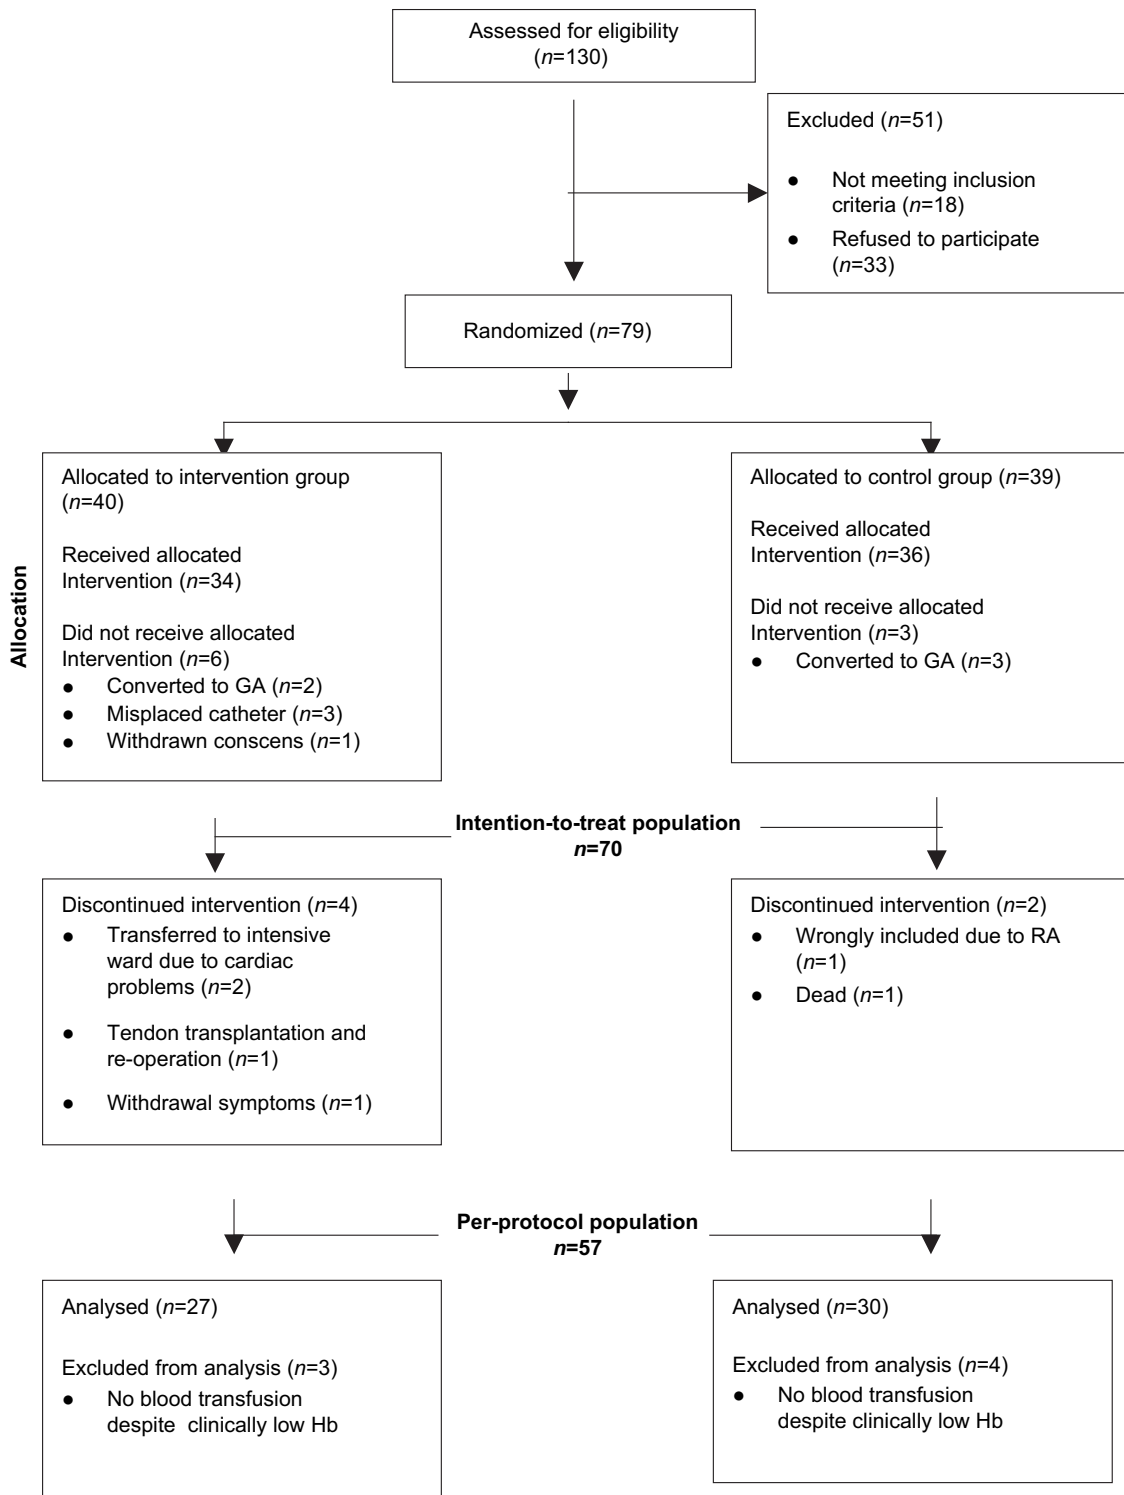 Assessed for eligibility
(n=130)
Excluded (n=51)
● Not meeting inclusion
criteria (n=18)
● Refused to participate
(n=33)
Randomized (n=79)
Allocation
Allocated to intervention group
(n=40)
Received allocated
Intervention (n=34)
Did not receive allocated
Intervention (n=6)
● Converted to GA (n=2)
● Misplaced catheter (n=3)
● Withdrawn conscens (n=1)
Allocated to control group (n=39)
Received allocated
Intervention (n=36)
Did not receive allocated
Intervention (n=3)
● Converted to GA (n=3)
Intention-to-treat population
n=70
Discontinued intervention (n=4)
● Transferred to intensive
ward due to cardiac
problems (n=2)
● Tendon transplantation and
re-operation (n=1)
● Withdrawal symptoms (n=1)
Discontinued intervention (n=2)
● Wrongly included due to RA
(n=1)
● Dead (n=1)
Per-protocol population
n=57
Analysed (n=27)
Excluded from analysis (n=3)
● No blood transfusion
despite clinically low Hb
Analysed (n=30)
Excluded from analysis (n=4)
● No blood transfusion
despite clinically low Hb